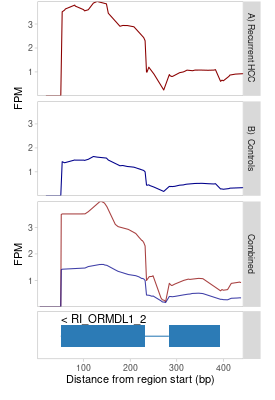 3
2
1
A) Recurrent HCC
FPM
3
2
1
B) Controls
3
2
1
Combined
FPM
< RI_ORMDL1_2
100 200 300 400
Distance from region start (bp)